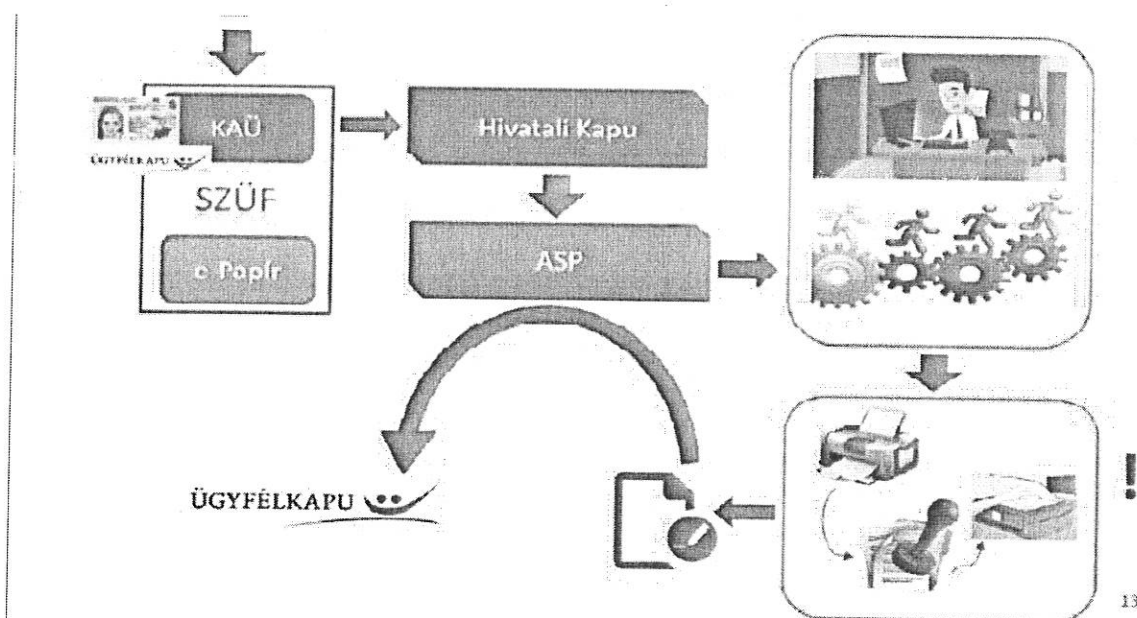 KAÜ
ÜGYFÉLKAPU
SZÜF
e-Papír
Hivatali Kapu
ASP
ÜGYFÉLKAPU
!
13